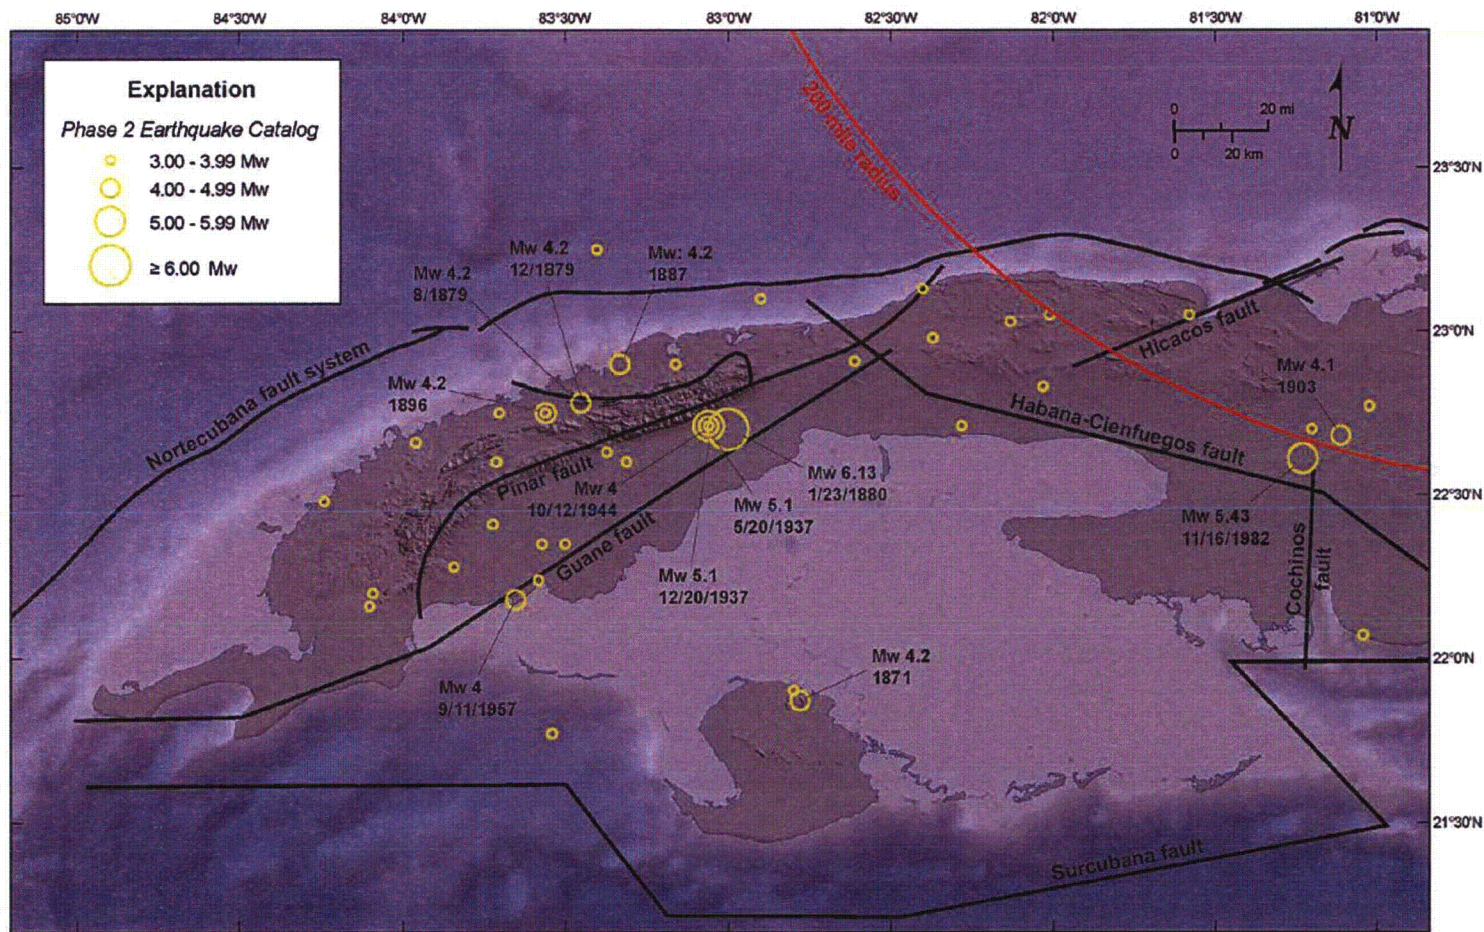 85°0'W 84°30'W 84°0'W 83°30'W 83°0'W 82°30'W 82°0'W 81°30'W 81°0'W
Explanation
Phase 2 Earthquake Catalog
3.00 - 3.99 Mw
4.00 - 4.99 Mw
5.00 - 5.99 Mw
≥ 6.00 Mw
200-mile radius
0 20 mi
0 20 km
N
23°30'N
23°0'N
22°30'N
22°0'N
21°30'N
Mw 4.2
12/1879
Mw: 4.2
1887
Mw 4.2
8/1879
Nortecubana fault system
Mw 4.2
1896
Hicacos fault
Mw 4.1
1903
Habana-Cienfuegos fault
Pinar fault
Mw 4
10/12/1944
Mw 6.13
1/23/1880
Mw 5.1
5/20/1937
Guane fault
Mw 5.43
11/16/1982
Cochinos
fault
Mw 5.1
12/20/1937
Mw 4.2
1871
Mw 4
9/11/1957
Surcubana fault